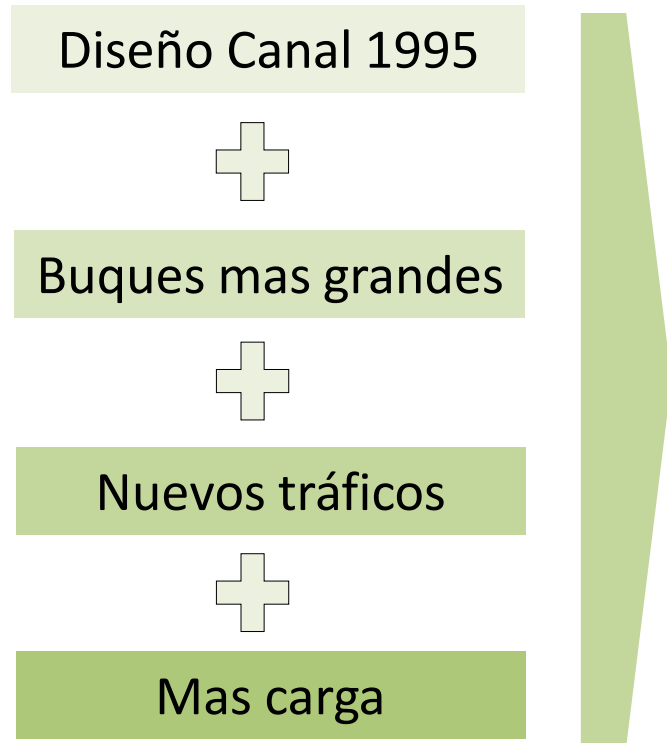 Diseño Canal 1995
Buques mas grandes
Nuevos tráficos
Mas carga